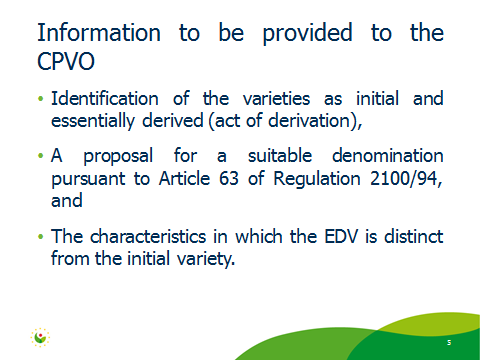 Information to be provided to the
CPVO
• Identification of the varieties as initial and
essentially derived (act of derivation),
• A proposal for a suitable denomination
pursuant to Article 63 of Regulation 2100/94,
and
• The characteristics in which the EDV is distinct
from the initial variety.
5